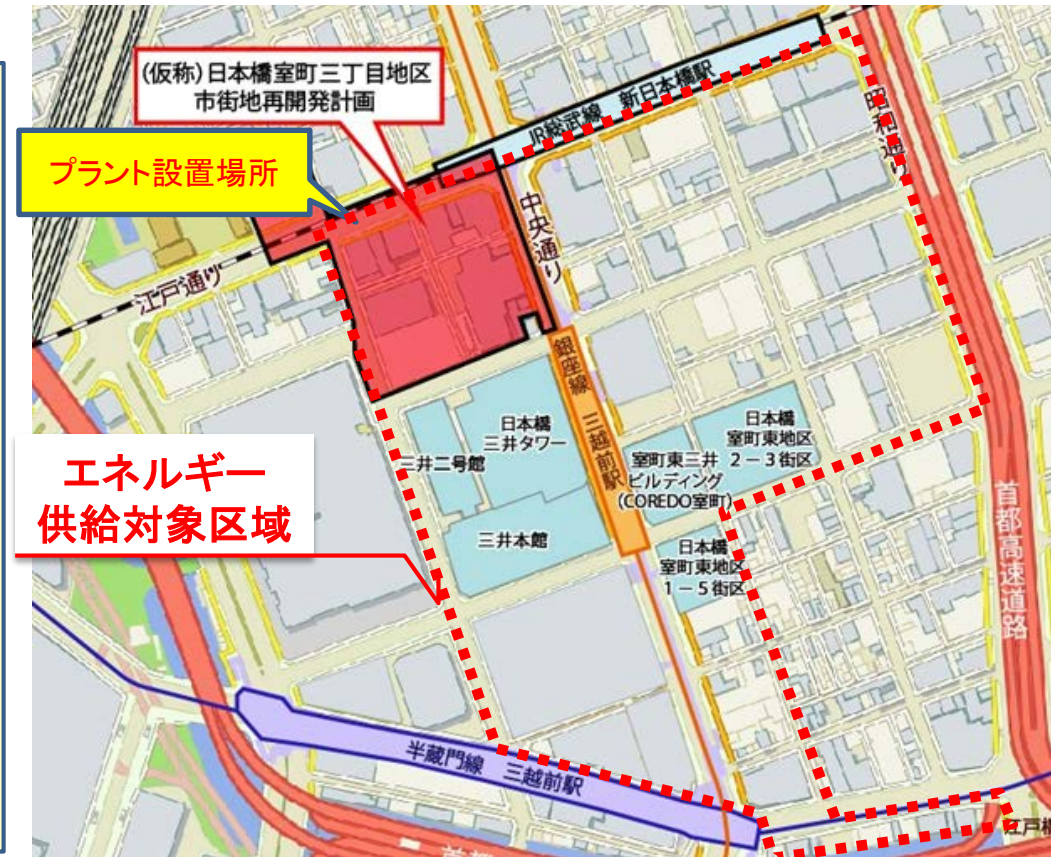 (仮称)日本橋室町三丁目地区
市街地再開発計画
プラント設置場所
JR総武線 新日本橋駅
昭和通り
中央通り
江戸通り
銀座線 三越前駅
日本橋
三井タワー
三井二号館
三井本館
日本橋
室町東地区
2－3街区
室町東三井
ビルディング
(COREDO室町)
日本橋
室町東地区
1－5街区
エネルギー
供給対象区域
首都高速道路
半蔵門線 三越前駅
江戸橋